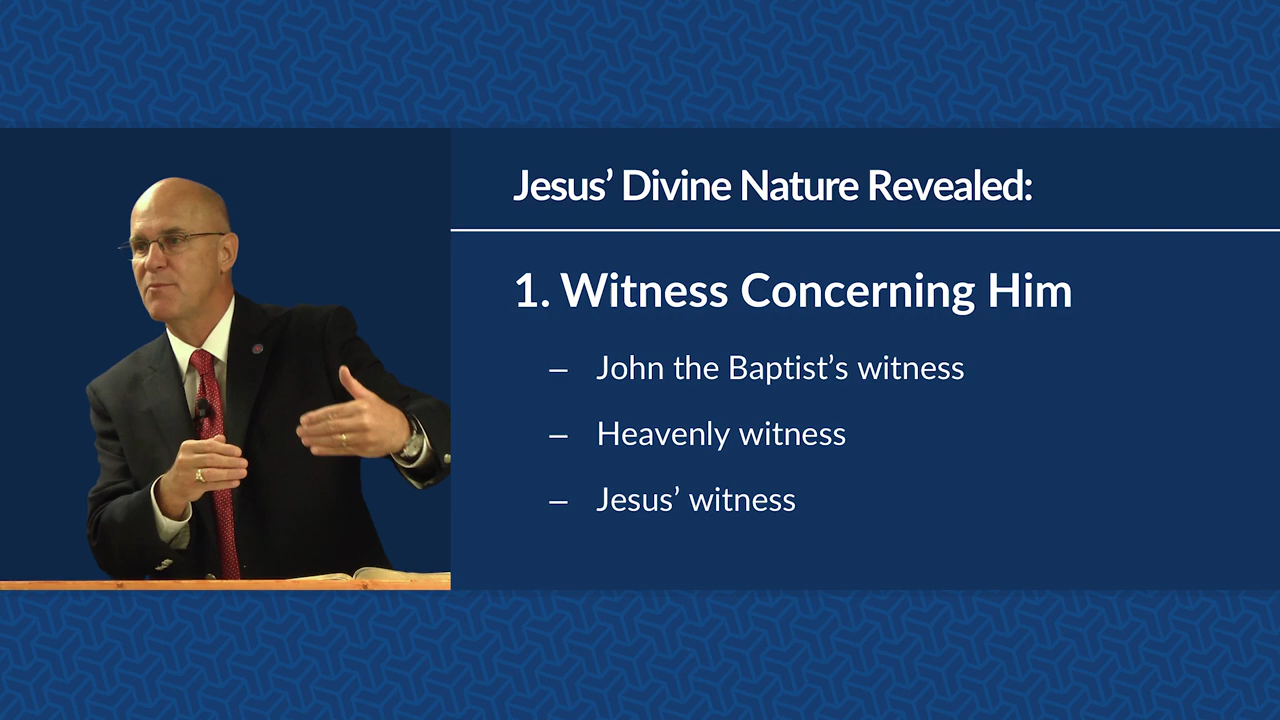 Jesus’ Divine Nature Revealed:
1. Witness Concerning Him
– John the Baptist’s witness
– Heavenly witness
– Jesus’ witness